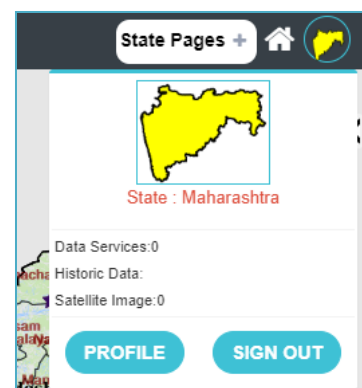 State Pages +
State : Maharashtra
Data Services:0
Historic Data:
Satellite Image:0
PROFILE
SIGN OUT